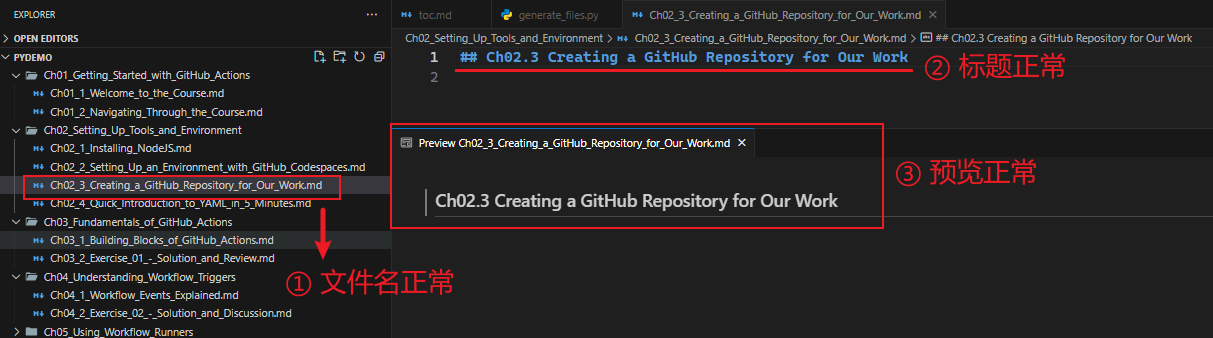 EXPLORER
OPEN EDITORS
PYDEMO
Ch01_Getting_Started_with_GitHub_Actions
Ch01_1_Welcome_to_the_Course.md
Ch01_2_Navigating_Through_the_Course.md
Ch02_Setting_Up_Tools_and_Environment
Ch02_1_Installing_NodeJS.md
Ch02_2_Setting_Up_an_Environment_with_GitHub_Codespaces.md
Ch02_3_Creating_a_GitHub_Repository_for_Our_Work.md
Ch02_4_Quick_Introduction_to_YAML_in_5_Minutes.md
Ch03_Fundamentals_of_GitHub_Actions
Ch03_1_Building_Blocks_of_GitHub_Actions.md
Ch03_2_Exercise_01_-_Solution_and_Review.md
Ch04_Understanding_Workflow_Triggers
Ch04_1_Workflow_Events_Explained.md
Ch04_2_Exercise_02_-_Solution_and_Discussion.md
Ch05_Using_Workflow_Runners
① 文件名正常
toc.md generate_files.py Ch02_3_Creating_a_GitHub_Repository_for_Our_Work.md
Ch02_Setting_Up_Tools_and_Environment > Ch02_3_Creating_a_GitHub_Repository_for_Our_Work.md > ## Ch02.3 Creating a GitHub Repository for Our Work
1 ## Ch02.3 Creating a GitHub Repository for Our Work
2
② 标题正常
Preview Ch02_3_Creating_a_GitHub_Repository_for_Our_Work.md
Ch02.3 Creating a GitHub Repository for Our Work
③ 预览正常